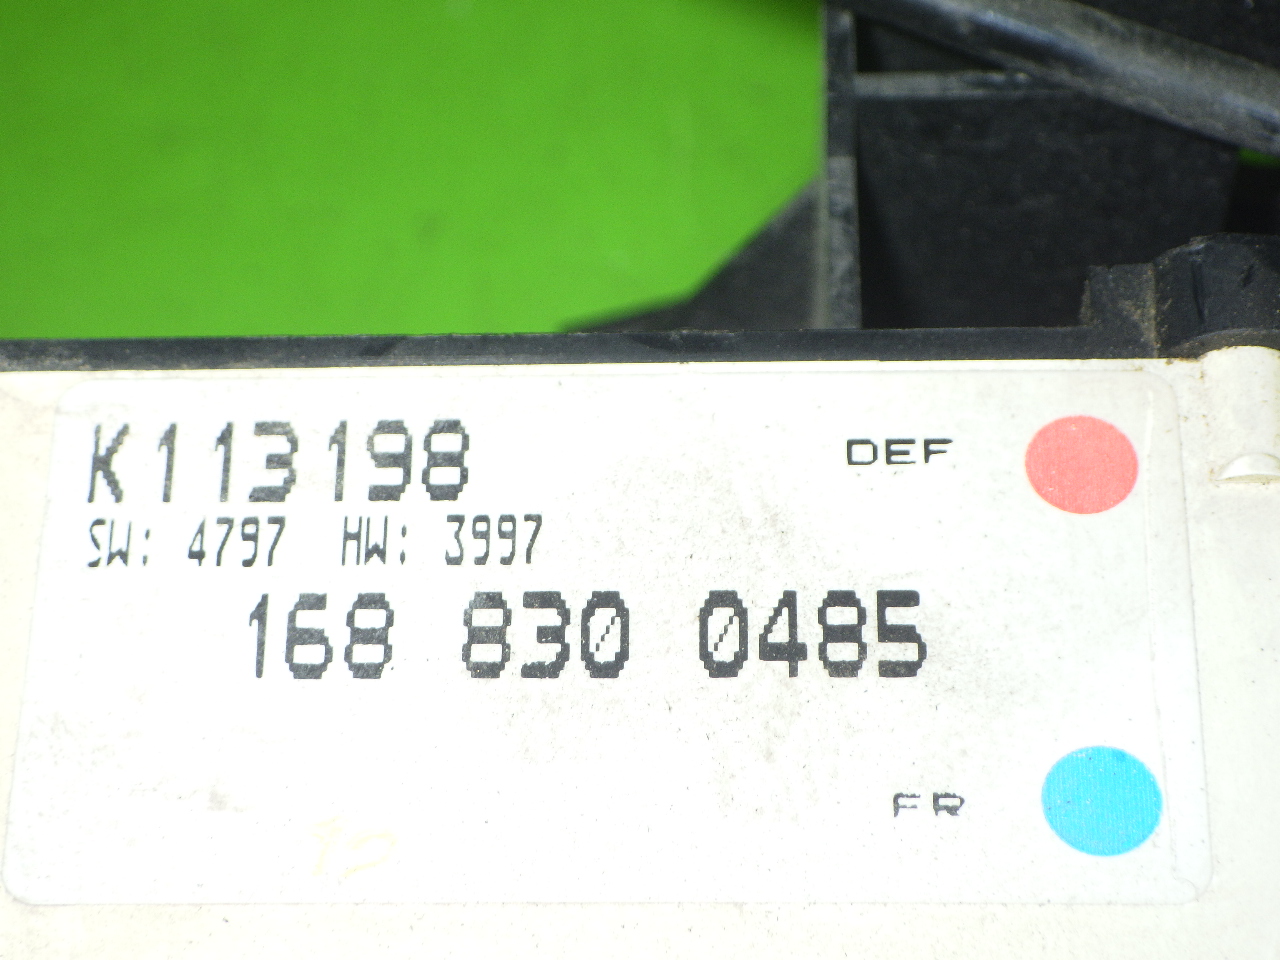 K113198
DEF
SW: 4797 HW: 3997
168 830 0485
FR